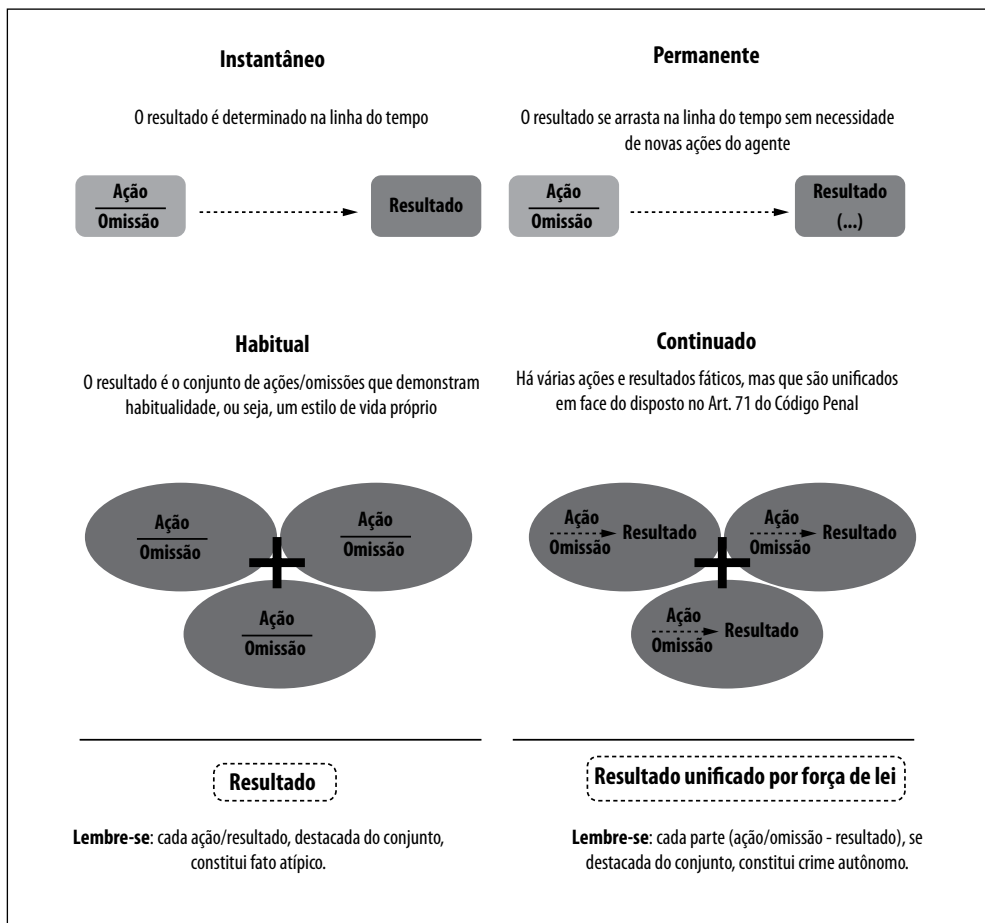 Instantâneo
O resultado é determinado na linha do tempo
Ação
Omissão
Resultado
Permanente
O resultado se arrasta na linha do tempo sem necessidade
de novas ações do agente
Ação
Omissão
Resultado
(...)
Habitual
O resultado é o conjunto de ações/omissões que demonstram
habitualidade, ou seja, um estilo de vida próprio
Ação
Omissão
Ação
Omissão
Ação
Omissão
Resultado
Lembre-se: cada ação/resultado, destacada do conjunto,
constitui fato atípico.
Continuado
Há várias ações e resultados fáticos, mas que são unificados
em face do disposto no Art. 71 do Código Penal
Ação
Omissão
Resultado
Ação
Omissão
Resultado
Ação
Omissão
Resultado
Resultado unificado por força de lei
Lembre-se: cada parte (ação/omissão - resultado), se
destacada do conjunto, constitui crime autônomo.